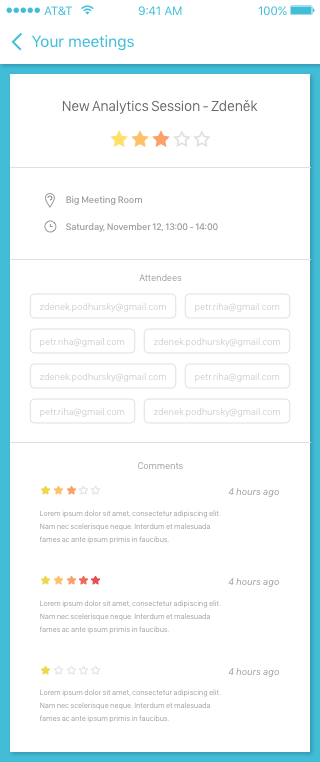 AT&T 9:41 AM 100%
Your meetings
New Analytics Session - Zdeněk
Big Meeting Room
Saturday, November 12, 13:00 - 14:00
Attendees
zdenek.podhursky@gmail.com petr.riha@gmail.com
petr.riha@gmail.com zdenek.podhursky@gmail.com
zdenek.podhursky@gmail.com petr.riha@gmail.com
petr.riha@gmail.com zdenek.podhursky@gmail.com
Comments
4 hours ago
Lorem ipsum dolor sit amet, consectetur adipiscing elit.
Nam nec scelerisque neque. Interdum et malesuada
fames ac ante ipsum primis in faucibus.
4 hours ago
Lorem ipsum dolor sit amet, consectetur adipiscing elit.
Nam nec scelerisque neque. Interdum et malesuada
fames ac ante ipsum primis in faucibus.
4 hours ago
Lorem ipsum dolor sit amet, consectetur adipiscing elit.
Nam nec scelerisque neque. Interdum et malesuada
fames ac ante ipsum primis in faucibus.